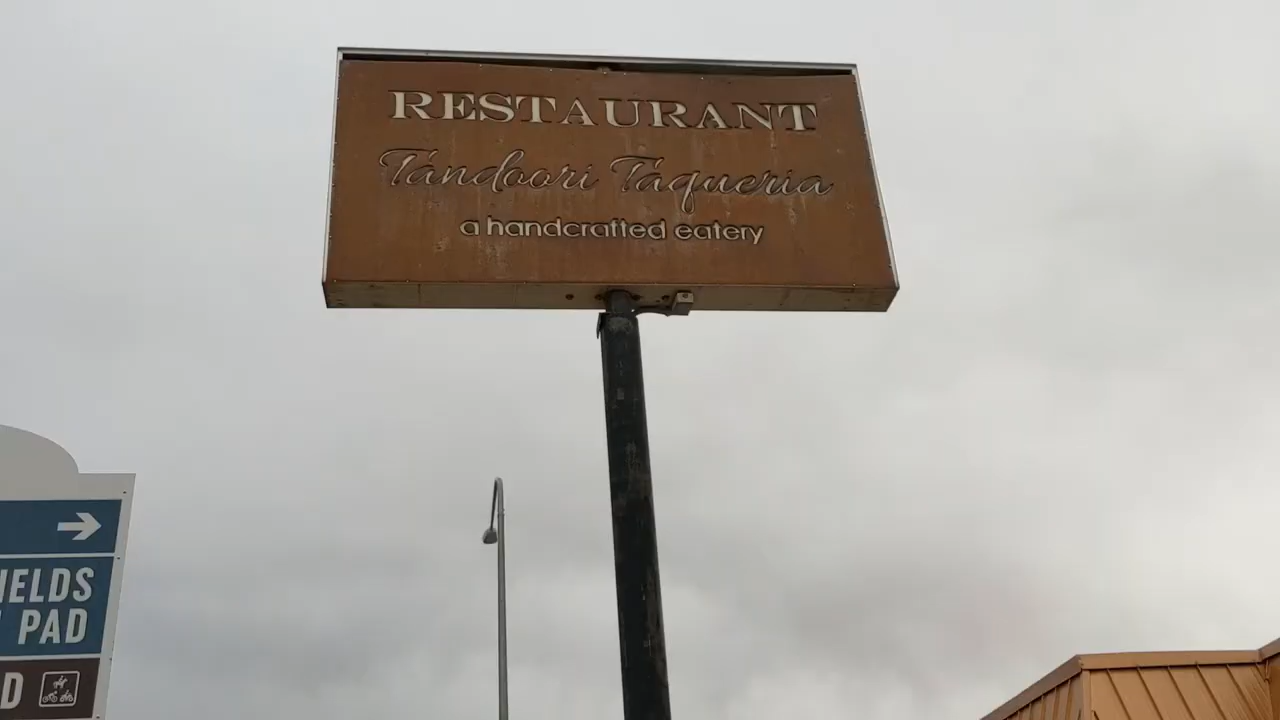 RESTAURANT
Tandoori Taqueria
a handcrafted eatery
IELDS
PAD
D